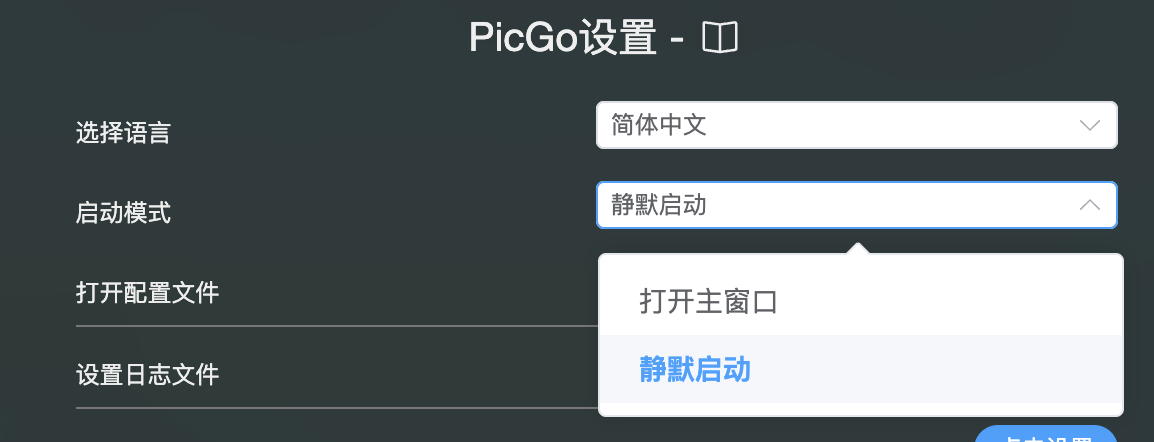 PicGo设置 -
选择语言
简体中文
启动模式
静默启动
打开主窗口
静默启动
打开配置文件
设置日志文件